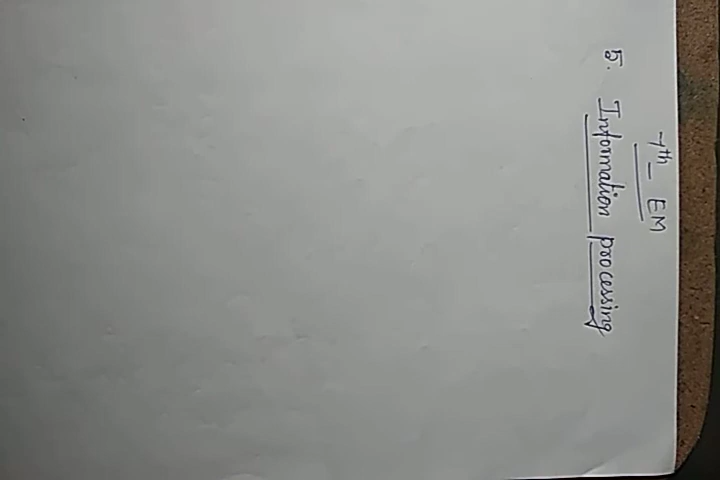 7th - EM
5. Information processing